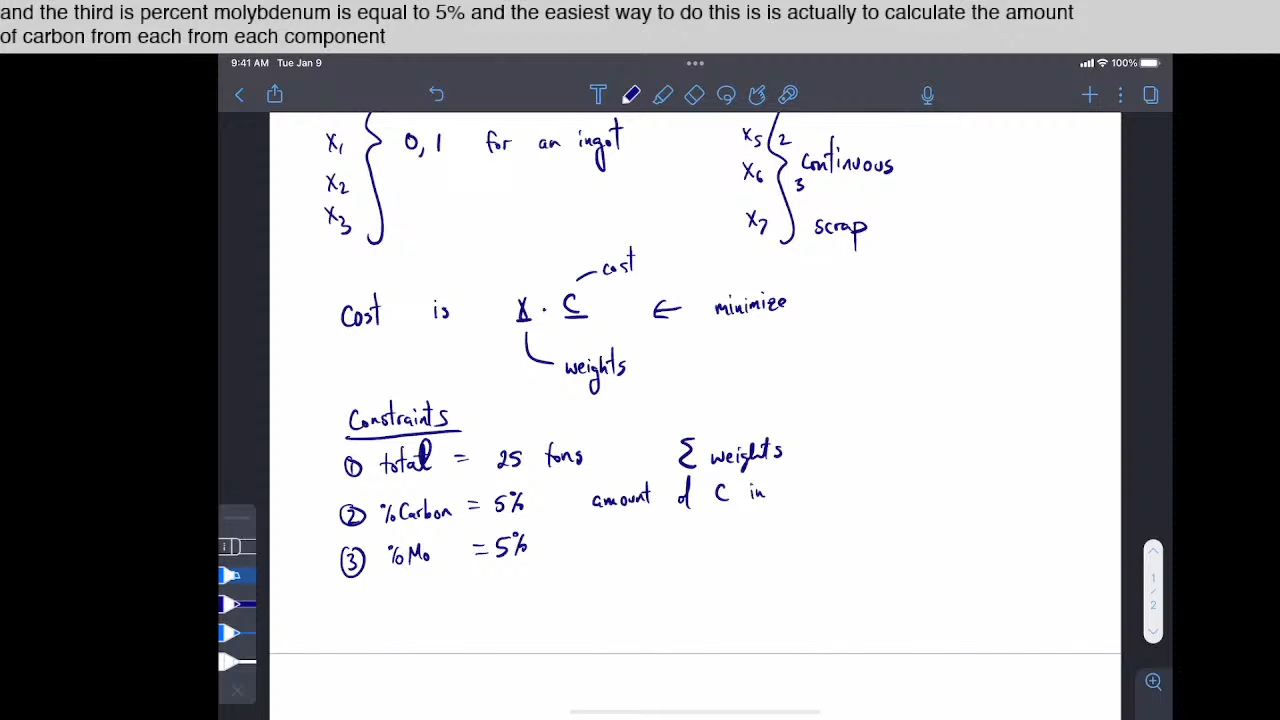 and the third is percent molybdenum is equal to 5% and the easiest way to do this is is actually to calculate the amount
of carbon from each from each component
9:41 AM Tue Jan 9
100%
T
x₁ 0, 1 for an ingot
x₂
x₃
x₅ 2
x₆ 3 continuous
x₇ scrap
cost
Cost is x · c ← minimize
weights
Constraints
① total = 25 tons Σ weights
② %Carbon = 5% amount of C in
③ %Mo = 5%
1
/
2